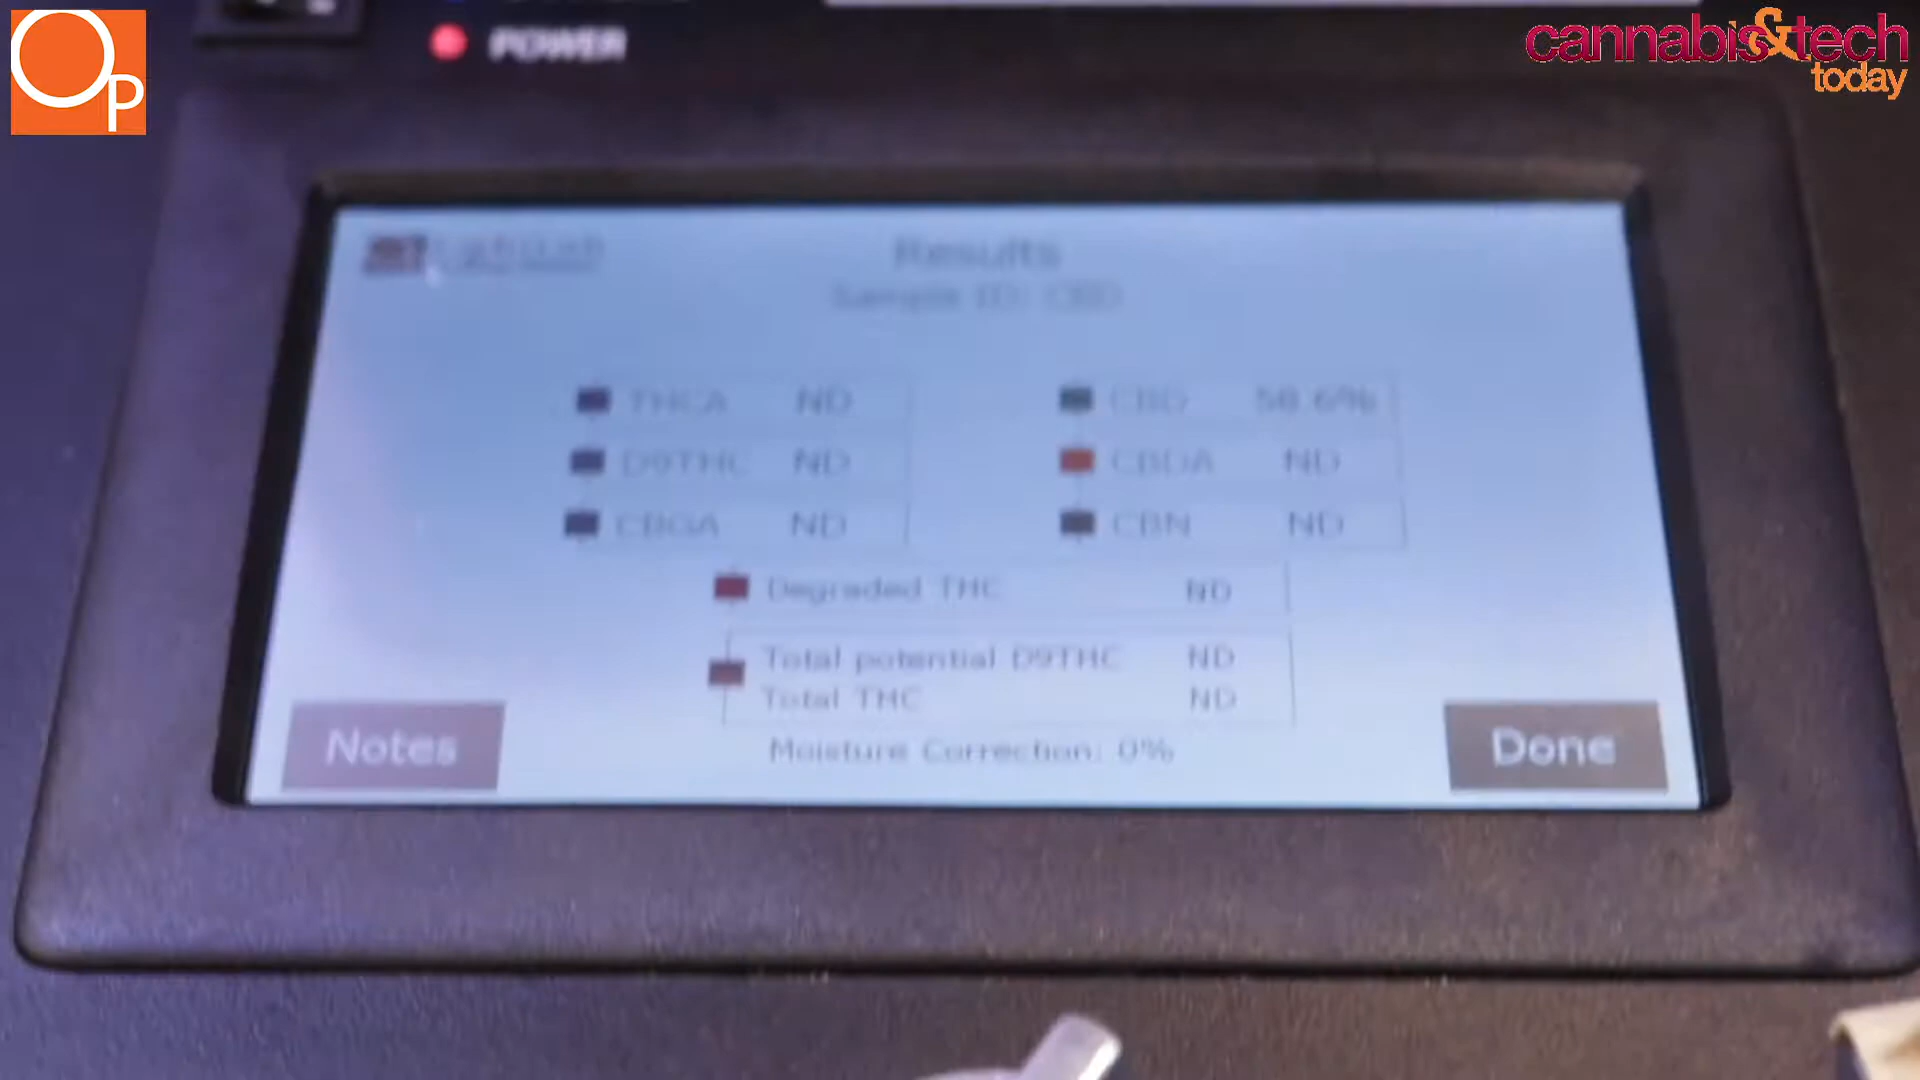 Op
cannabis&tech
today
POWER
Results
Sample ID: CBD
THCA ND
CBD 58.6%
D9THC ND
CBDA ND
CBGA ND
CBN ND
Degraded THC ND
Total potential D9THC ND
Total THC ND
Moisture Correction: 0%
Notes
Done